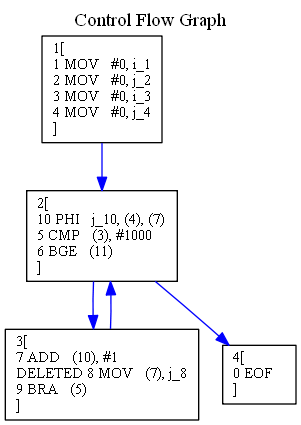 Control Flow Graph
1[
1 MOV #0, i_1
2 MOV #0, j_2
3 MOV #0, i_3
4 MOV #0, j_4
]
2[
10 PHI j_10, (4), (7)
5 CMP (3), #1000
6 BGE (11)
]
3[
7 ADD (10), #1
DELETED 8 MOV (7), j_8
9 BRA (5)
]
4[
0 EOF
]